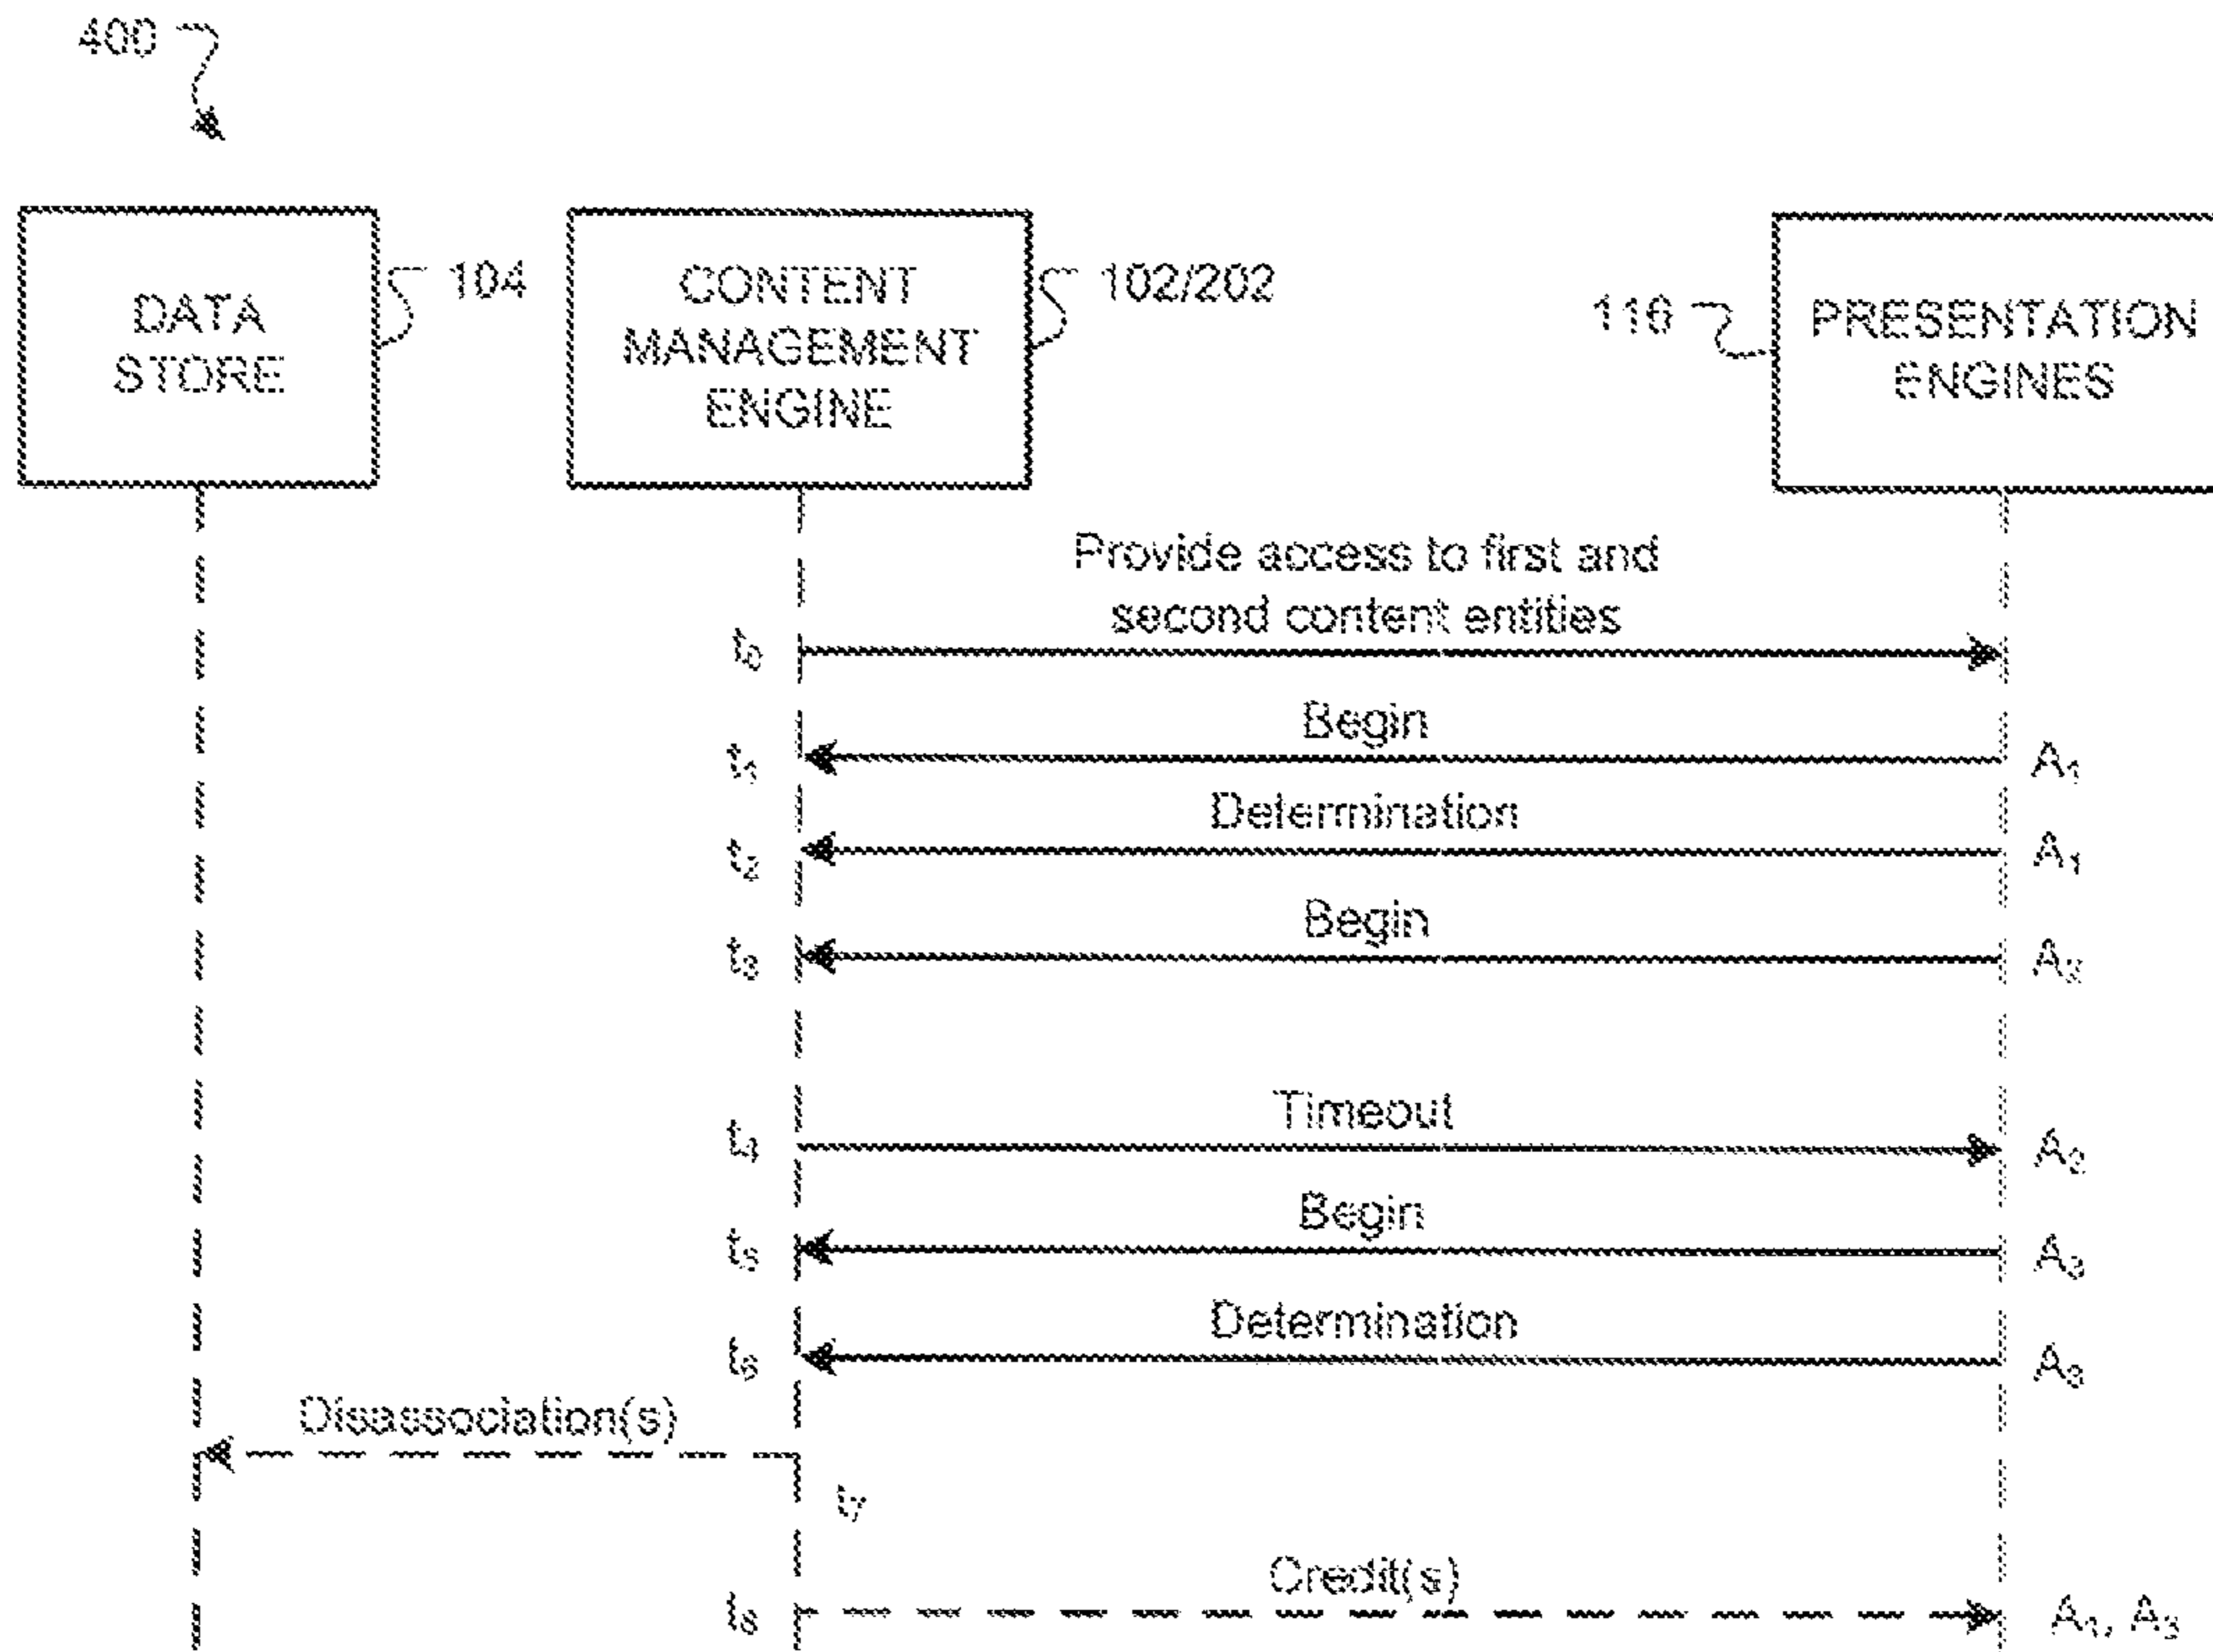 400
DATA
STORE
104
CONTENT
MANAGEMENT
ENGINE
102/202
116
PRESENTATION
ENGINES
Provide access to first and
second content entities
t₀
Begin
t₁
A₁
Determination
t₂
A₁
Begin
t₃
A₂
Timeout
t₄
A₂
Begin
t₅
A₃
Determination
t₆
A₃
Disassociation(s)
t₇
Credit(s)
t₈
A₁, A₃